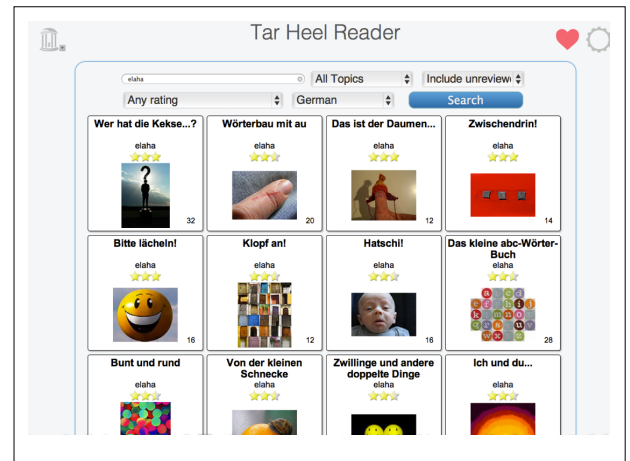 Tar Heel Reader
elaha All Topics Include unreviewe
Any rating German Search
Wer hat die Kekse...? Wörterbau mit au Das ist der Daumen... Zwischendrin!
elaha elaha elaha elaha
32 20 12 14
Bitte lächeln! Klopf an! Hatschi! Das kleine abc-Wörter-
Buch
elaha elaha elaha elaha
16 12 16 28
Bunt und rund Von der kleinen Schnecke Zwillinge und andere doppelte Dinge Ich und du...
elaha elaha elaha elaha